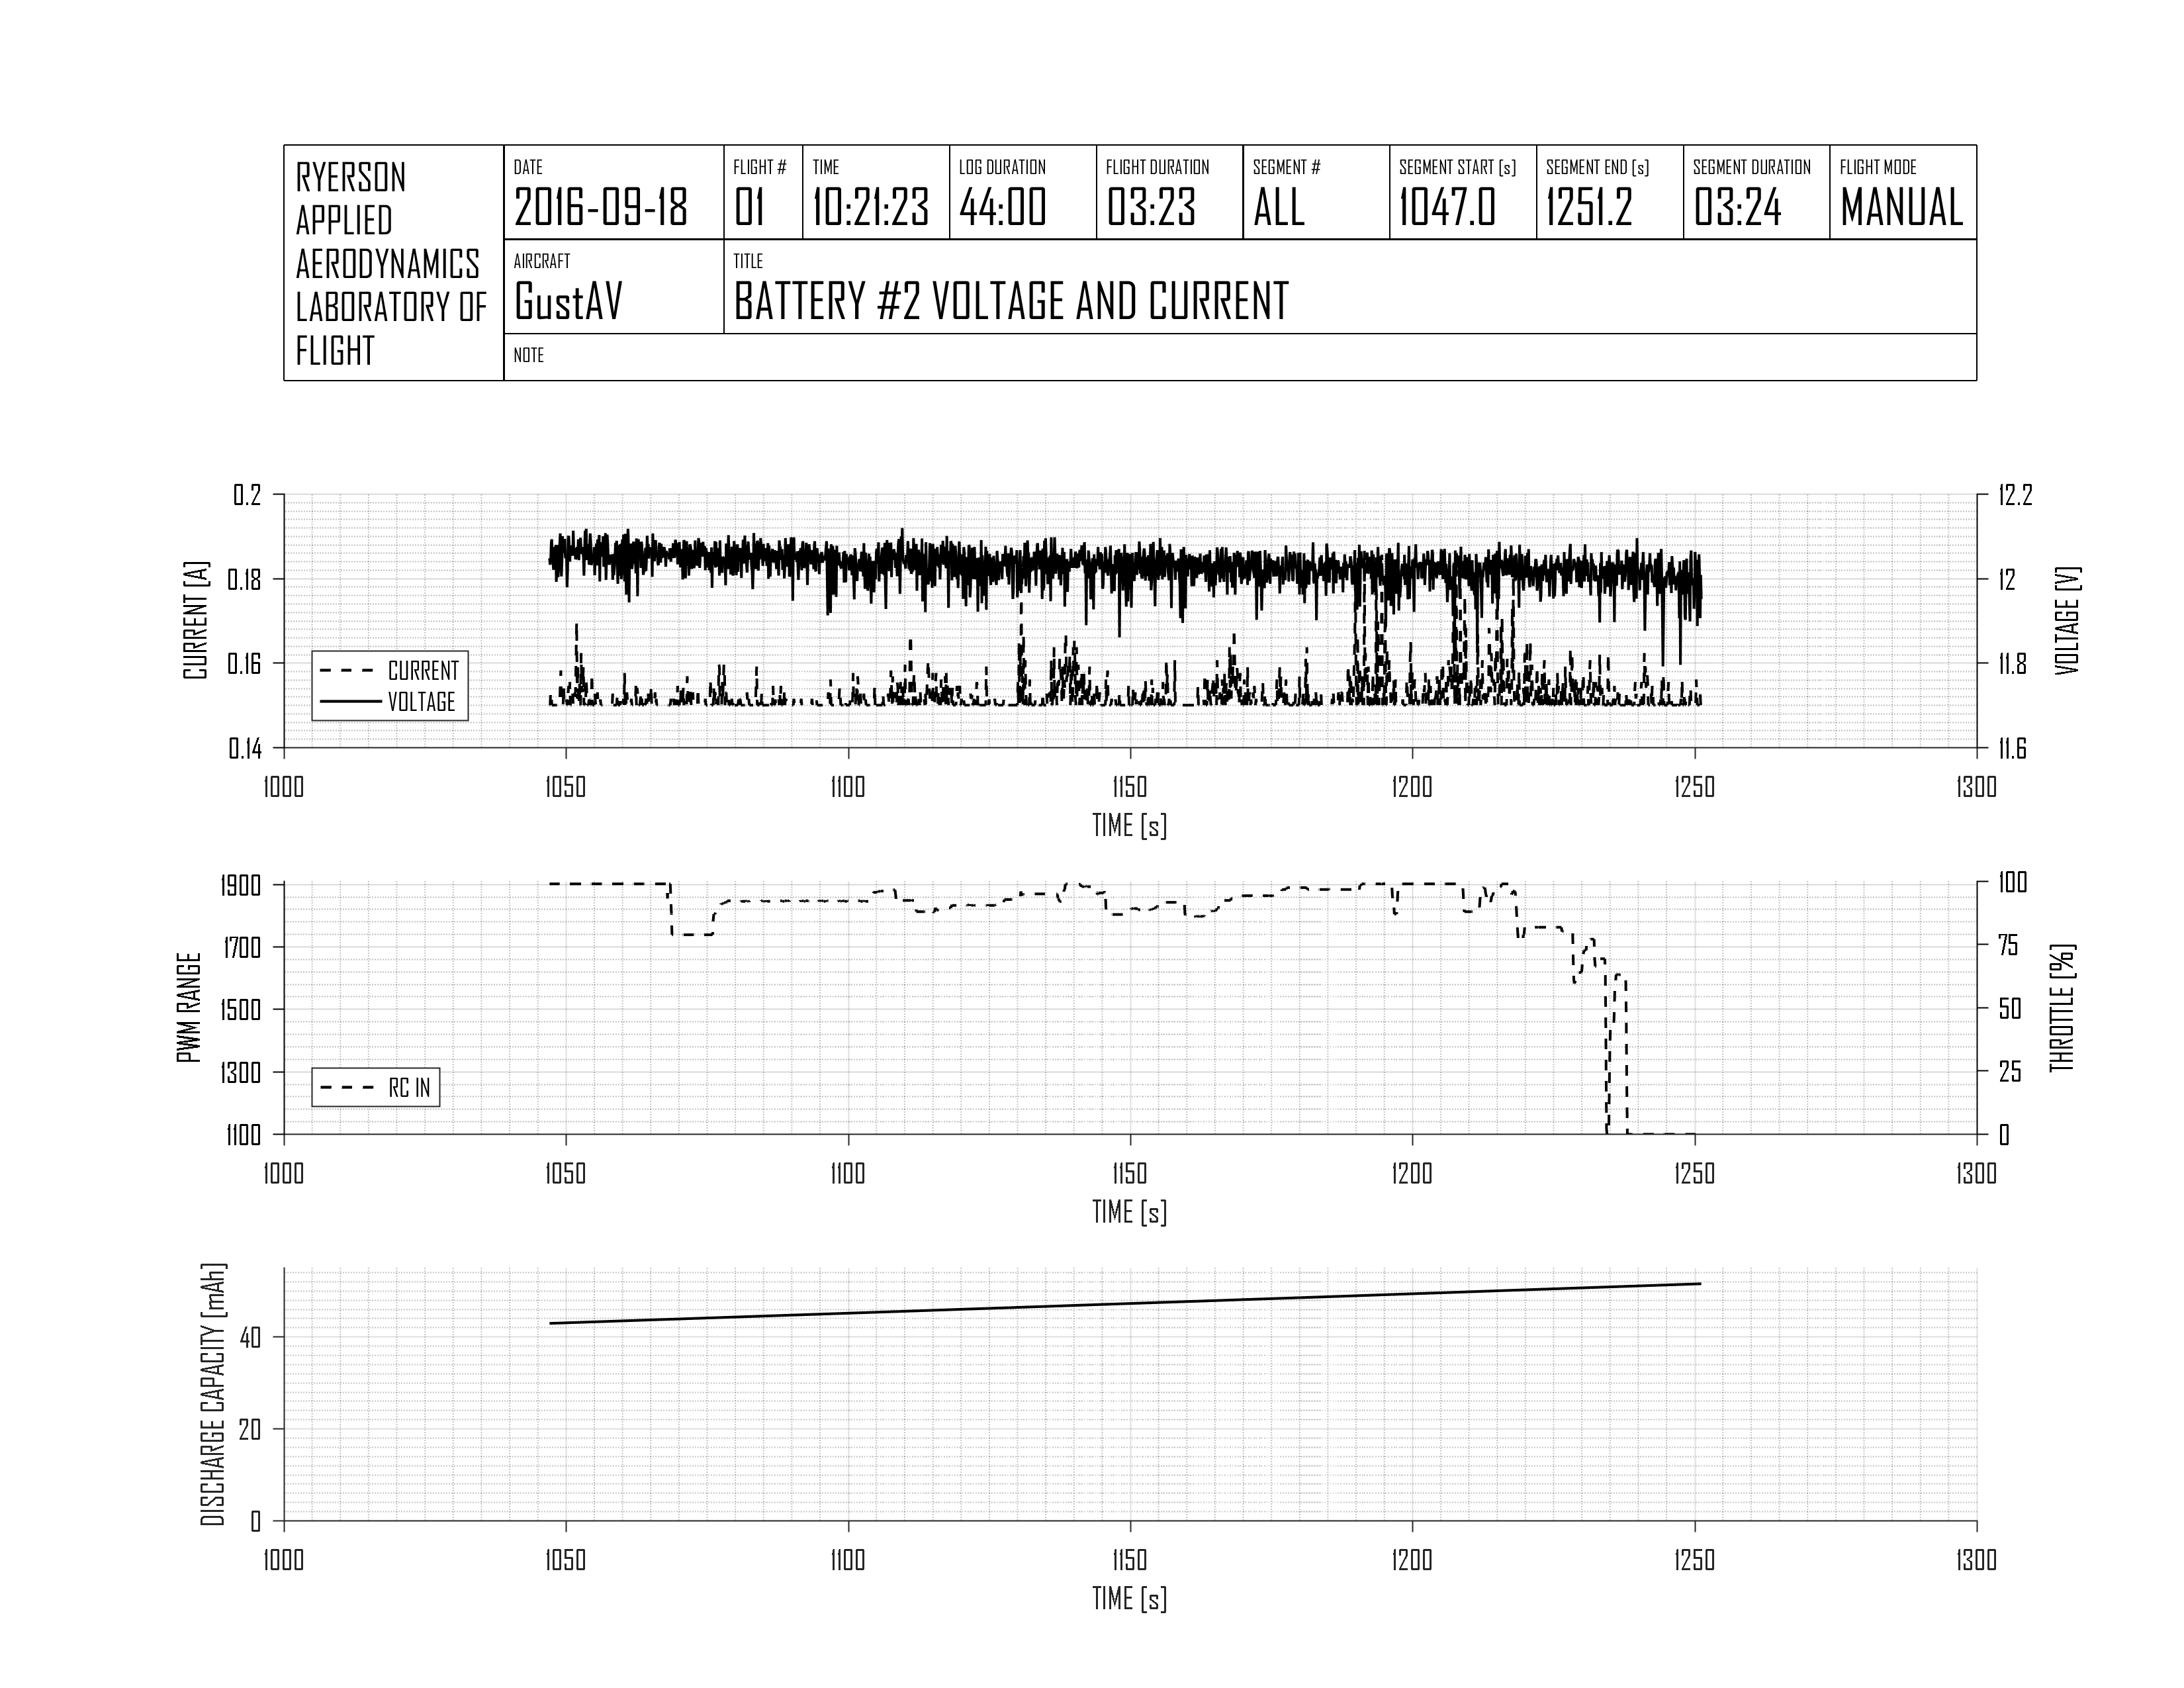 RYERSON
APPLIED
AERODYNAMICS
LABORATORY OF
FLIGHT
DATE
2016-09-18
FLIGHT #
01
TIME
10:21:23
LOG DURATION
44:00
FLIGHT DURATION
03:23
SEGMENT #
ALL
SEGMENT START [s]
1047.0
SEGMENT END [s]
1251.2
SEGMENT DURATION
03:24
FLIGHT MODE
MANUAL
AIRCRAFT
GustAV
TITLE
BATTERY #2 VOLTAGE AND CURRENT
NOTE
CURRENT [A]
0.2
0.18
0.16
0.14
CURRENT
VOLTAGE
12.2
12
11.8
11.6
VOLTAGE [V]
1000 1050 1100 1150 1200 1250 1300
TIME [s]
PWM RANGE
1900
1700
1500
1300
1100
RC IN
100
75
50
25
0
THROTTLE [%]
1000 1050 1100 1150 1200 1250 1300
TIME [s]
DISCHARGE CAPACITY [mAh]
40
20
0
1000 1050 1100 1150 1200 1250 1300
TIME [s]